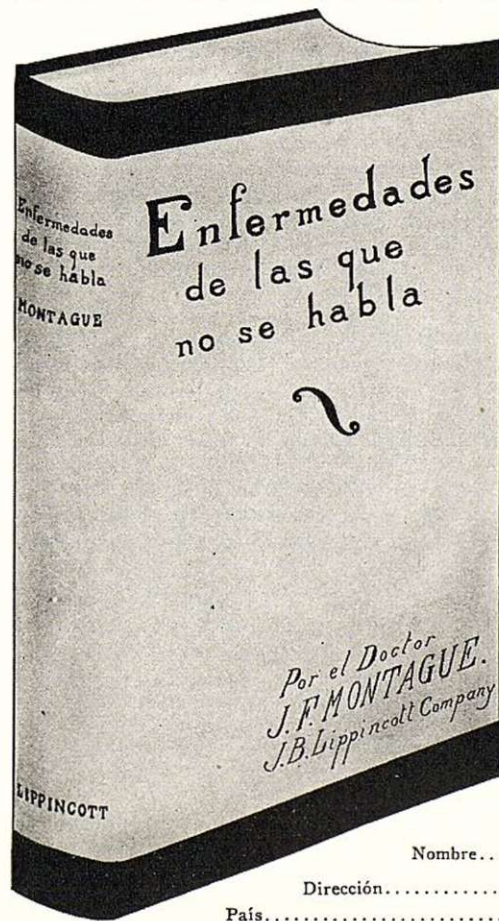 Enfermedades
de las que
no se habla
MONTAGUE
LIPPINCOTT
Enfermedades
de las que
no se habla
Por el Doctor
J. F. MONTAGUE.
J. B. Lippincott Company
Nombre..
Dirección.............
País......................